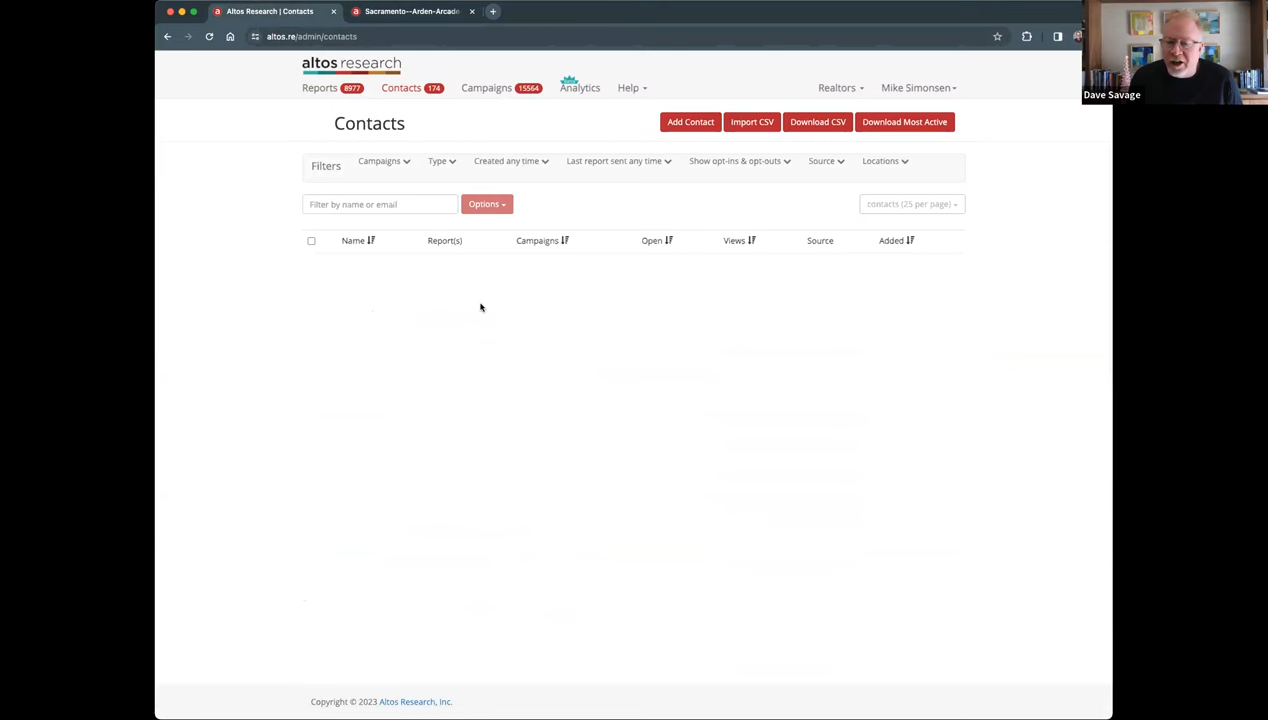 Altos Research | Contacts
Sacramento--Arden-Arcade
altos.re/admin/contacts
Dave Savage
altos research
Reports 8977 Contacts 174 Campaigns 15564 Analytics Help Realtors Mike Simonsen
Contacts
Add Contact Import CSV Download CSV Download Most Active
Filters Campaigns Type Created any time Last report sent any time Show opt-ins & opt-outs Source Locations
Filter by name or email Options contacts (25 per page)
Name Report(s) Campaigns Open Views Source Added
Copyright © 2023 Altos Research, Inc.